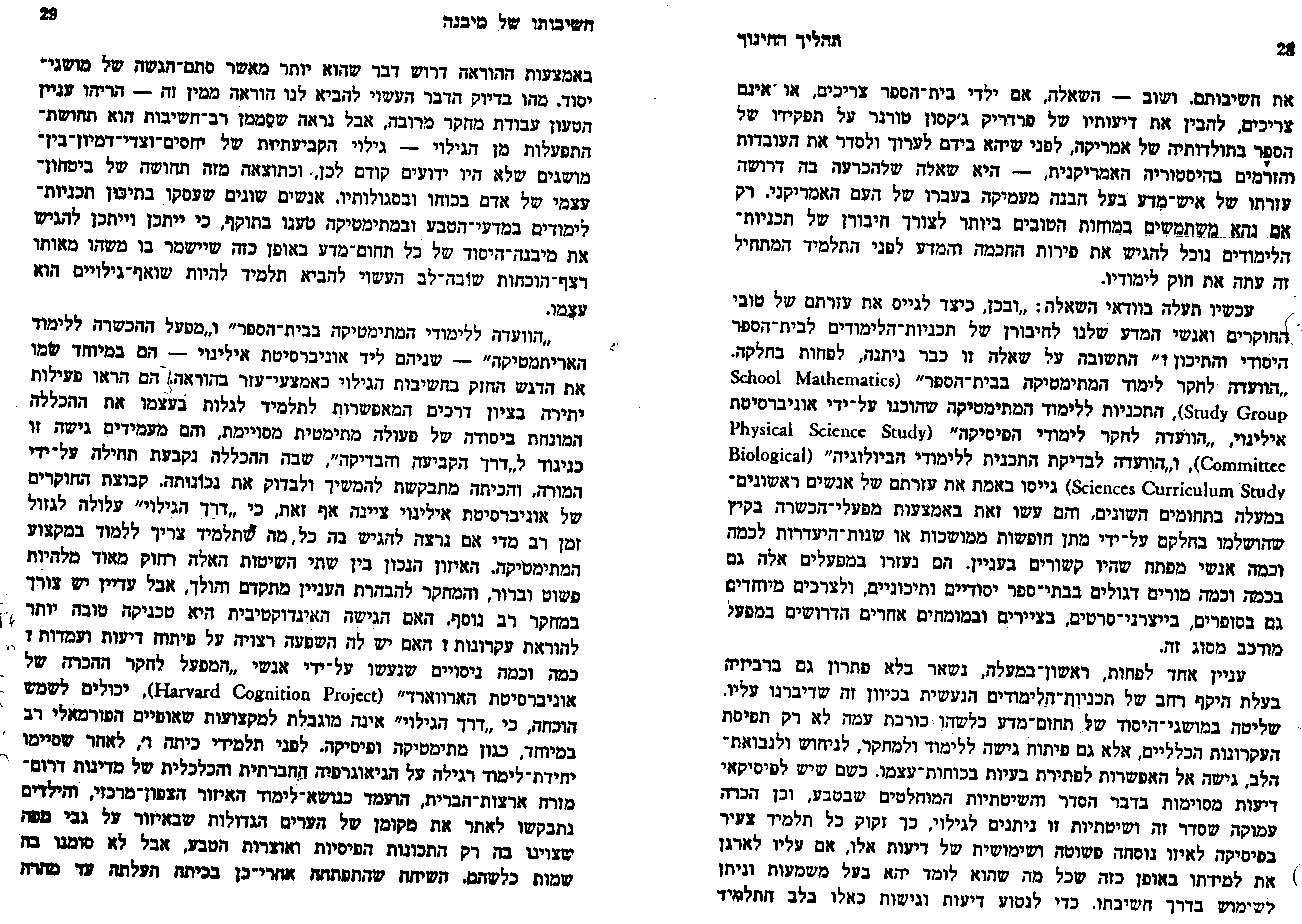 28
תהליך החינוך
את חשיבותם. ושוב — השאלה, אם ילדי בית־הספר צריכים, או אינם
צריכים, להבין את דיעותיו של פרדריק ג'קסון טורנר על תפקידו של
הספר בתולדותיה של אמריקה, לפני שיהא בידם לערוך ולסדר את העובדות
והזרמים בהיסטוריה האמריקנית, — היא שאלה שלהכרעה בה דרושה
עזרתו של איש־מדע בעל הבנה מעמיקה בעברו של העם האמריקני. רק
אם נהא משתמשים במוחות הטובים ביותר לצורך חיבורן של תכניות־
הלימודים נוכל להגיש את פירות החכמה והמדע לפני התלמיד המתחיל
זה עתה את חוק לימודיו.
עכשיו תעלה בוודאי השאלה: „ובכן, כיצד לגייס את עזרתם של טובי
החוקרים ואנשי המדע שלנו לחיבורן של תכניות־הלימודים לבית־הספר
היסודי והתיכון?” התשובה על שאלה זו כבר ניתנה, לפחות בחלקה.
„הוועדה לחקר לימוד המתימטיקה בבית־הספר” (School Mathematics
Study Group), התכניות ללימוד המתימטיקה שהוכנו על־ידי אוניברסיטת
אילינוי, „הוועדה לחקר לימודי הפיסיקה” (Physical Science Study
Committee), ו„הוועדה לבדיקת התכנית ללימודי הביולוגיה” (Biological
Sciences Curriculum Study) גייסו באמת את עזרתם של אנשים ראשונים־
במעלה בתחומים השונים, והם עשו זאת באמצעות מפעלי־הכשרה בקיץ
שהושלמו בחלקם על־ידי מתן חופשות ממושכות או שנות־היעדרות לכמה
וכמה אנשי מפתח שהיו קשורים בעניין. הם נעזרו במפעלים אלה גם
בכמה וכמה מורים דגולים בבתי־ספר יסודיים ותיכוניים, ולצרכים מיוחדים
גם בסופרים, בייצרני־סרטים, בציירים ובמומחים אחרים הדרושים במפעל
מורכב מסוג זה.
עניין אחד לפחות, ראשון־במעלה, נשאר בלא פתרון גם ברביזיה
בעלת היקף רחב של תכניות־הלימודים הנעשית בכיוון זה שדיברנו עליו.
שליטה במושגי־היסוד של תחום־מדע כלשהו כורכת עמה לא רק תפיסת
העקרונות הכלליים, אלא גם פיתוח גישה ללימוד ולמחקר, לניחוש ולנבואת־
הלב, גישה אל האפשרות לפתירת בעיות בכוחות־עצמו. כשם שיש לפיסיקאי
דיעות מסוימות בדבר הסדר והשיטתיות המוחלטים שבטבע, וכן הכרה
עמוקה שסדר זה ושיטתיות זו ניתנים לגילוי, כך זקוק כל תלמיד צעיר
בפיסיקה לאיזו נוסחה פשוטה ושימושית של דיעות אלו, אם עליו לארגן
את למידתו באופן כזה שכל מה שהוא לומד יהא בעל משמעות וניתן
לשימוש בדרך חשיבתו. כדי לנטוע דיעות וגישות כאלו בלב התלמיד
29
חשיבותו של מיבנה
באמצעות ההוראה דרוש דבר שהוא יותר מאשר סתם־הגשה של מושגי־
יסוד. מהו בדיוק הדבר העשוי להביא לנו הוראה ממין זה — הריהו עניין
הטעון עבודת מחקר מרובה, אבל נראה שסממן רב־חשיבות הוא תחושת־
התפעלות מן הגילוי — גילוי הקביעתיות של יחסים־וצדי־דמיון־בין־
מושגים שלא היו ידועים קודם לכן, וכתוצאה מזה תחושה של ביטחון־
עצמי של אדם בכוחו ובסגולותיו. אנשים שונים שעסקו בתיכנון תכניות־
לימודים במדעי־הטבע ובמתימטיקה טענו בתוקף, כי ייתכן וייתכן להגיש
את מיבנה־היסוד של כל תחום־מדע באופן כזה שיישמר בו משהו מאותו
רצף־הוכחות שובה־לב העשוי להביא תלמיד להיות שואף־גילויים הוא
עצמו.
„הוועדה ללימודי המתימטיקה בבית־הספר” ו„מפעל ההכשרה ללימוד
האריתמטיקה” — שניהם ליד אוניברסיטת אילינוי — הם במיוחד שמו
את הדגש החזק בחשיבות הגילוי כאמצעי־עזר בהוראה. הם הראו פעילות
יתירה בציון דרכים המאפשרות לתלמיד לגלות בעצמו את ההכללה
המונחת ביסודה של פעולה מתימטית מסויימת, והם מעמידים גישה זו
כניגוד ל„דרך הקביעה והבדיקה”, שבה ההכללה נקבעת תחילה על־ידי
המורה, והכיתה מתבקשת להמשיך ולבדוק את נכונותה. קבוצת החוקרים
של אוניברסיטת אילינוי ציינה אף זאת, כי „דרך הגילוי” עלולה לגזול
זמן רב מדי אם נרצה להגיש בה כל מה שתלמיד צריך ללמוד במקצוע
המתימטיקה. האיזון הנכון בין שתי השיטות האלה רחוק מאוד מלהיות
פשוט וברור, והמחקר להבהרת העניין מתקדם והולך, אבל עדיין יש צורך
במחקר רב נוסף. האם הגישה האינדוקטיבית היא טכניקה טובה יותר
להוראת עקרונות? האם יש לה השפעה רצויה על פיתוח דיעות ועמדות?
כמה וכמה ניסויים שנעשו על־ידי אנשי „המפעל לחקר ההכרה של
אוניברסיטת הארווארד” (Harvard Cognition Project), יכולים לשמש
הוכחה, כי „דרך הגילוי” אינה מוגבלת למקצועות שאופיים הפורמאלי רב
במיוחד, כגון מתימטיקה ופיסיקה. לפני תלמידי כיתה ו', לאחר שסיימו
יחידת־לימוד רגילה על הגיאוגרפיה החברתית והכלכלית של מדינות דרום־
מזרח ארצות־הברית, הועמד כנושא־לימוד האיזור הצפון־מרכזי, והילדים
נתבקשו לאתר את מקומן של הערים הגדולות שבאיזור על גבי מפה
שצוינו בה רק התכונות הפיסיות ואוצרות הטבע, אבל לא סומנו בה
שמות כלשהם. השיחה שהתפתחה אחרי־כן בכיתה העלתה עד מהרה